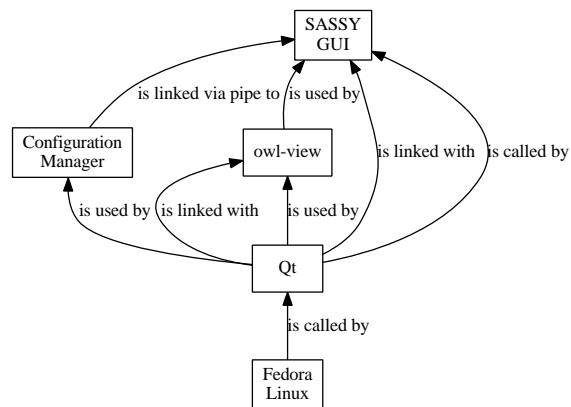 SASSY
GUI
is linked via pipe to
is used by
Configuration
Manager
owl-view
is linked with
is called by
is used by
is linked with
is used by
Qt
is called by
Fedora
Linux